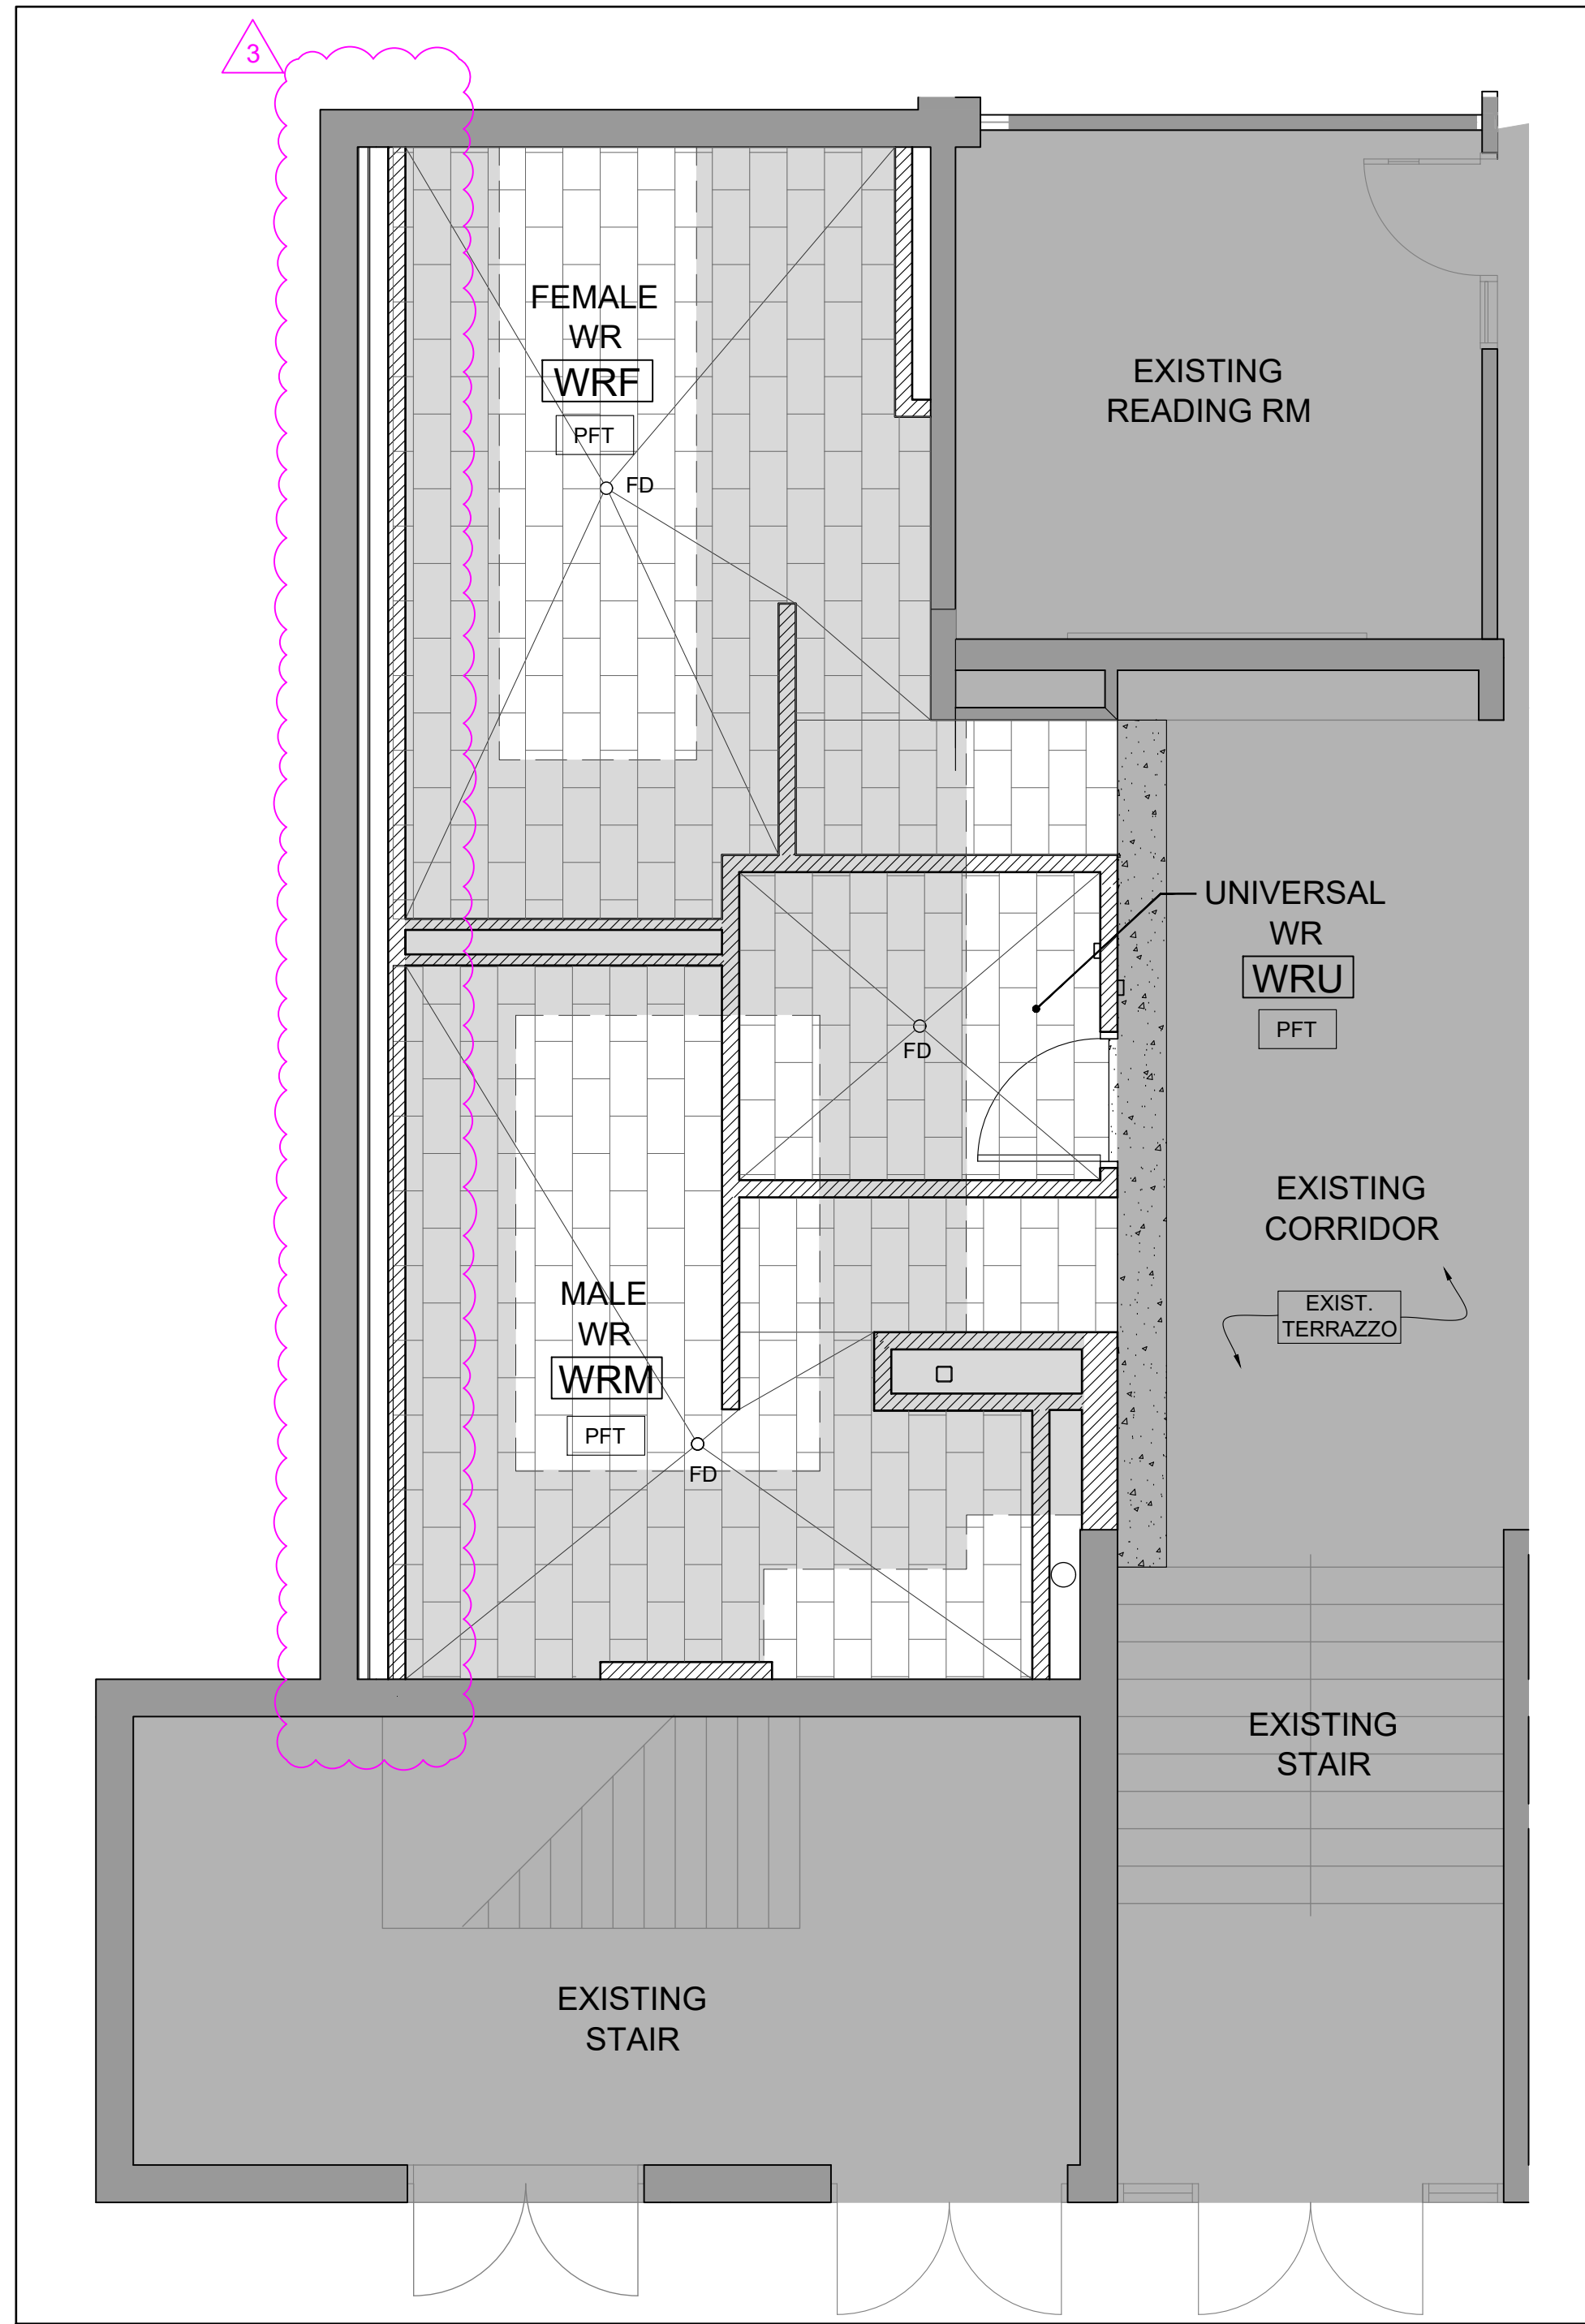 3
FEMALE
WR
WRF
PFT
FD
EXISTING
READING RM
UNIVERSAL
WR
WRU
PFT
FD
EXISTING
CORRIDOR
EXIST.
TERRAZZO
MALE
WR
WRM
PFT
FD
EXISTING
STAIR
EXISTING
STAIR